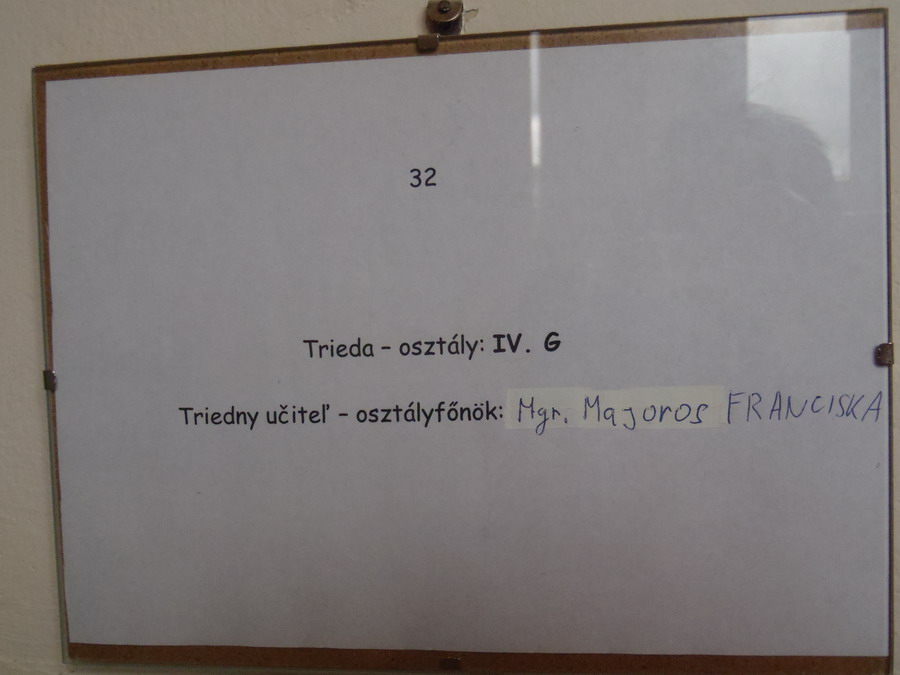 32
Trieda – osztály: IV. G
Triedny učiteľ – osztályfőnök: Mgr. Majoros FRANCISKA